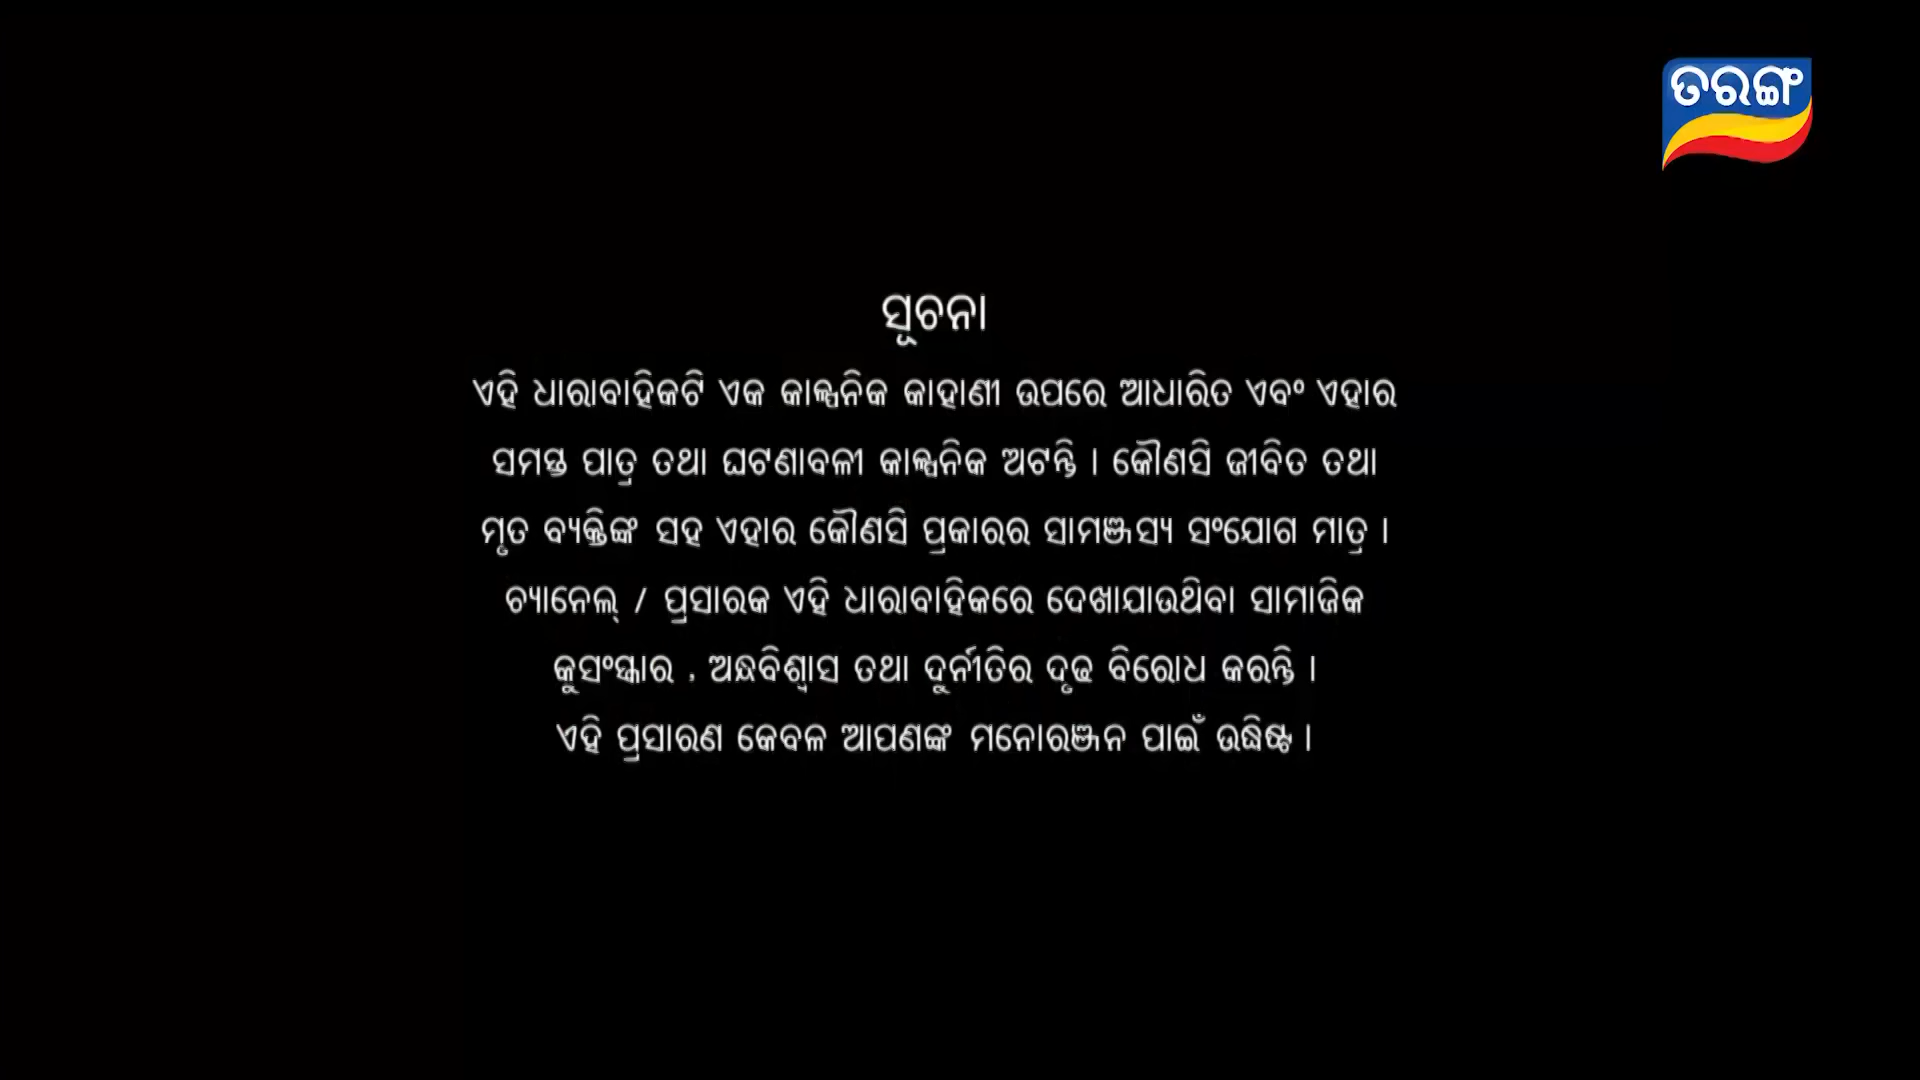 ତରଙ୍ଗ
ସୂଚନା
ଏହି ଧାରାବାହିକଟି ଏକ କାଳ୍ପନିକ କାହାଣୀ ଉପରେ ଆଧାରିତ ଏବଂ ଏହାର
ସମସ୍ତ ପାତ୍ର ତଥା ଘଟଣାବଳୀ କାଳ୍ପନିକ ଅଟନ୍ତି । କୌଣସି ଜୀବିତ ତଥା
ମୃତ ବ୍ୟକ୍ତିଙ୍କ ସହ ଏହାର କୌଣସି ପ୍ରକାରର ସାମଞ୍ଜସ୍ୟ ସଂଯୋଗ ମାତ୍ର ।
ଚ୍ୟାନେଲ୍ / ପ୍ରସାରକ ଏହି ଧାରାବାହିକରେ ଦେଖାଯାଉଥିବା ସାମାଜିକ
କୁସଂସ୍କାର , ଅନ୍ଧବିଶ୍ୱାସ ତଥା ଦୁର୍ନୀତିର ଦୃଢ ବିରୋଧ କରନ୍ତି ।
ଏହି ପ୍ରସାରଣ କେବଳ ଆପଣଙ୍କ ମନୋରଞ୍ଜନ ପାଇଁ ଉଦ୍ଧିଷ୍ଟ ।